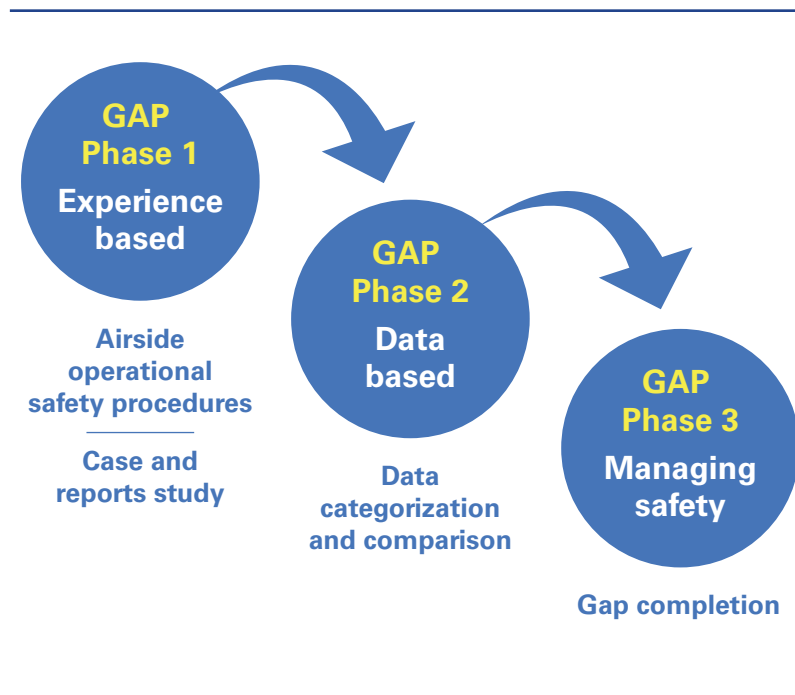 GAP
Phase 1
Experience
based
Airside
operational
safety procedures
Case and
reports study
GAP
Phase 2
Data
based
Data
categorization
and comparison
GAP
Phase 3
Managing
safety
Gap completion